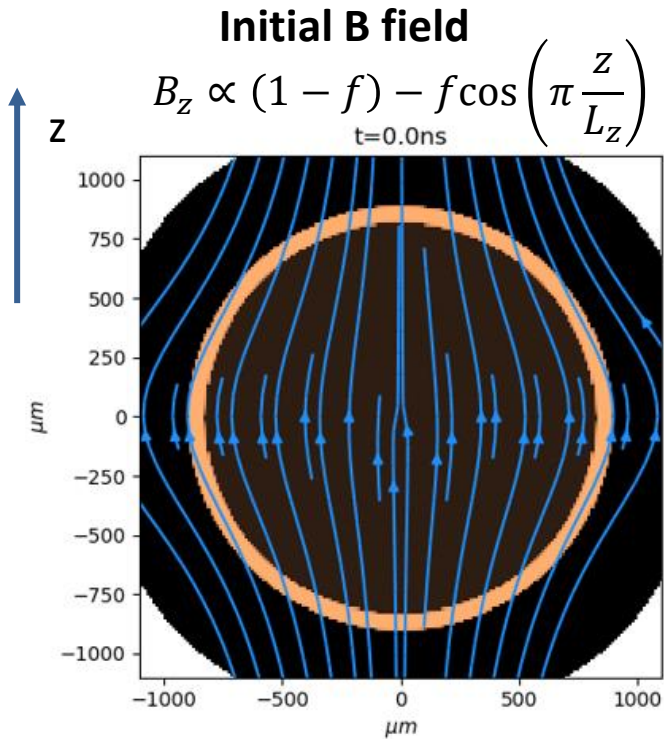 Initial B field
B_z ∝ (1 − f) − fcos(π z/L_z)
z
t=0.0ns
1000
750
500
250
0
−250
−500
−750
−1000
μm
−1000 −500 0 500 1000
μm